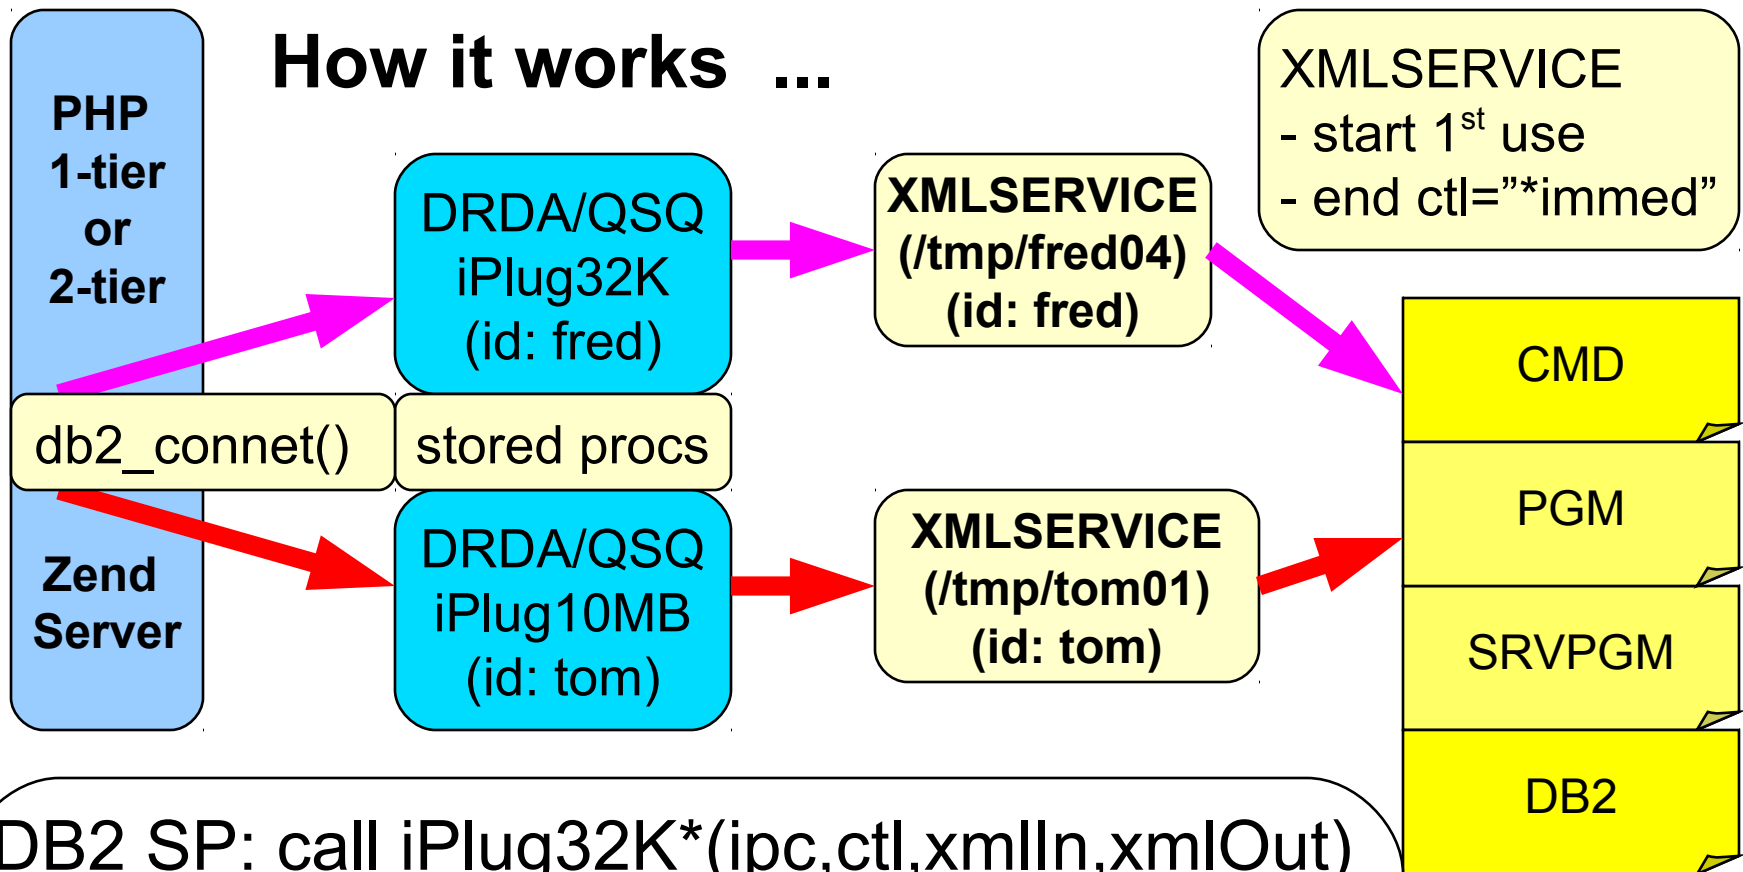 How it works ...
PHP
1-tier
or
2-tier
Zend
Server
db2_connet()
stored procs
DRDA/QSQ
iPlug32K
(id: fred)
DRDA/QSQ
iPlug10MB
(id: tom)
XMLSERVICE
(/tmp/fred04)
(id: fred)
XMLSERVICE
(/tmp/tom01)
(id: tom)
XMLSERVICE
- start 1st use
- end ctl=”*immed”
CMD
PGM
SRVPGM
DB2
DB2 SP: call iPlug32K*(ipc,ctl,xmlIn,xmlOut)